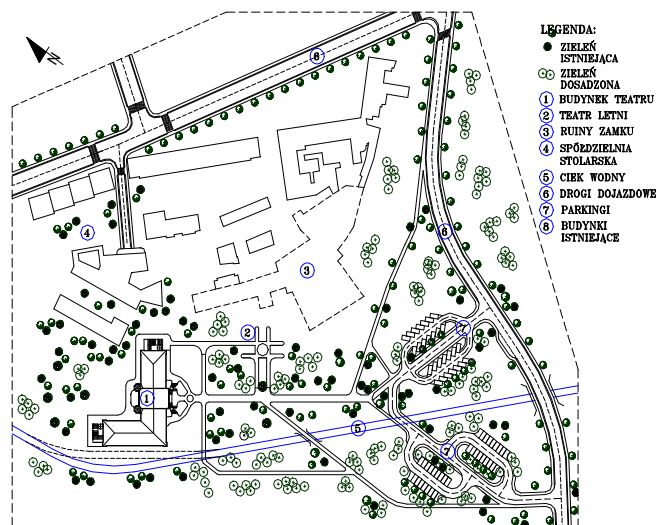 N
LEGENDA:
ZIELEŃ
ISTNIEJĄCA
ZIELEŃ
DOSADZONA
1 BUDYNEK TEATRU
2 TEATR LETNI
3 RUINY ZAMKU
4 SPÓŁDZIELNIA
STOLARSKA
5 CIEK WODNY
6 DROGI DOJAZDOWE
7 PARKINGI
8 BUDYNKI
ISTNIEJĄCE
6
4
6
3
2
7
1
5
7